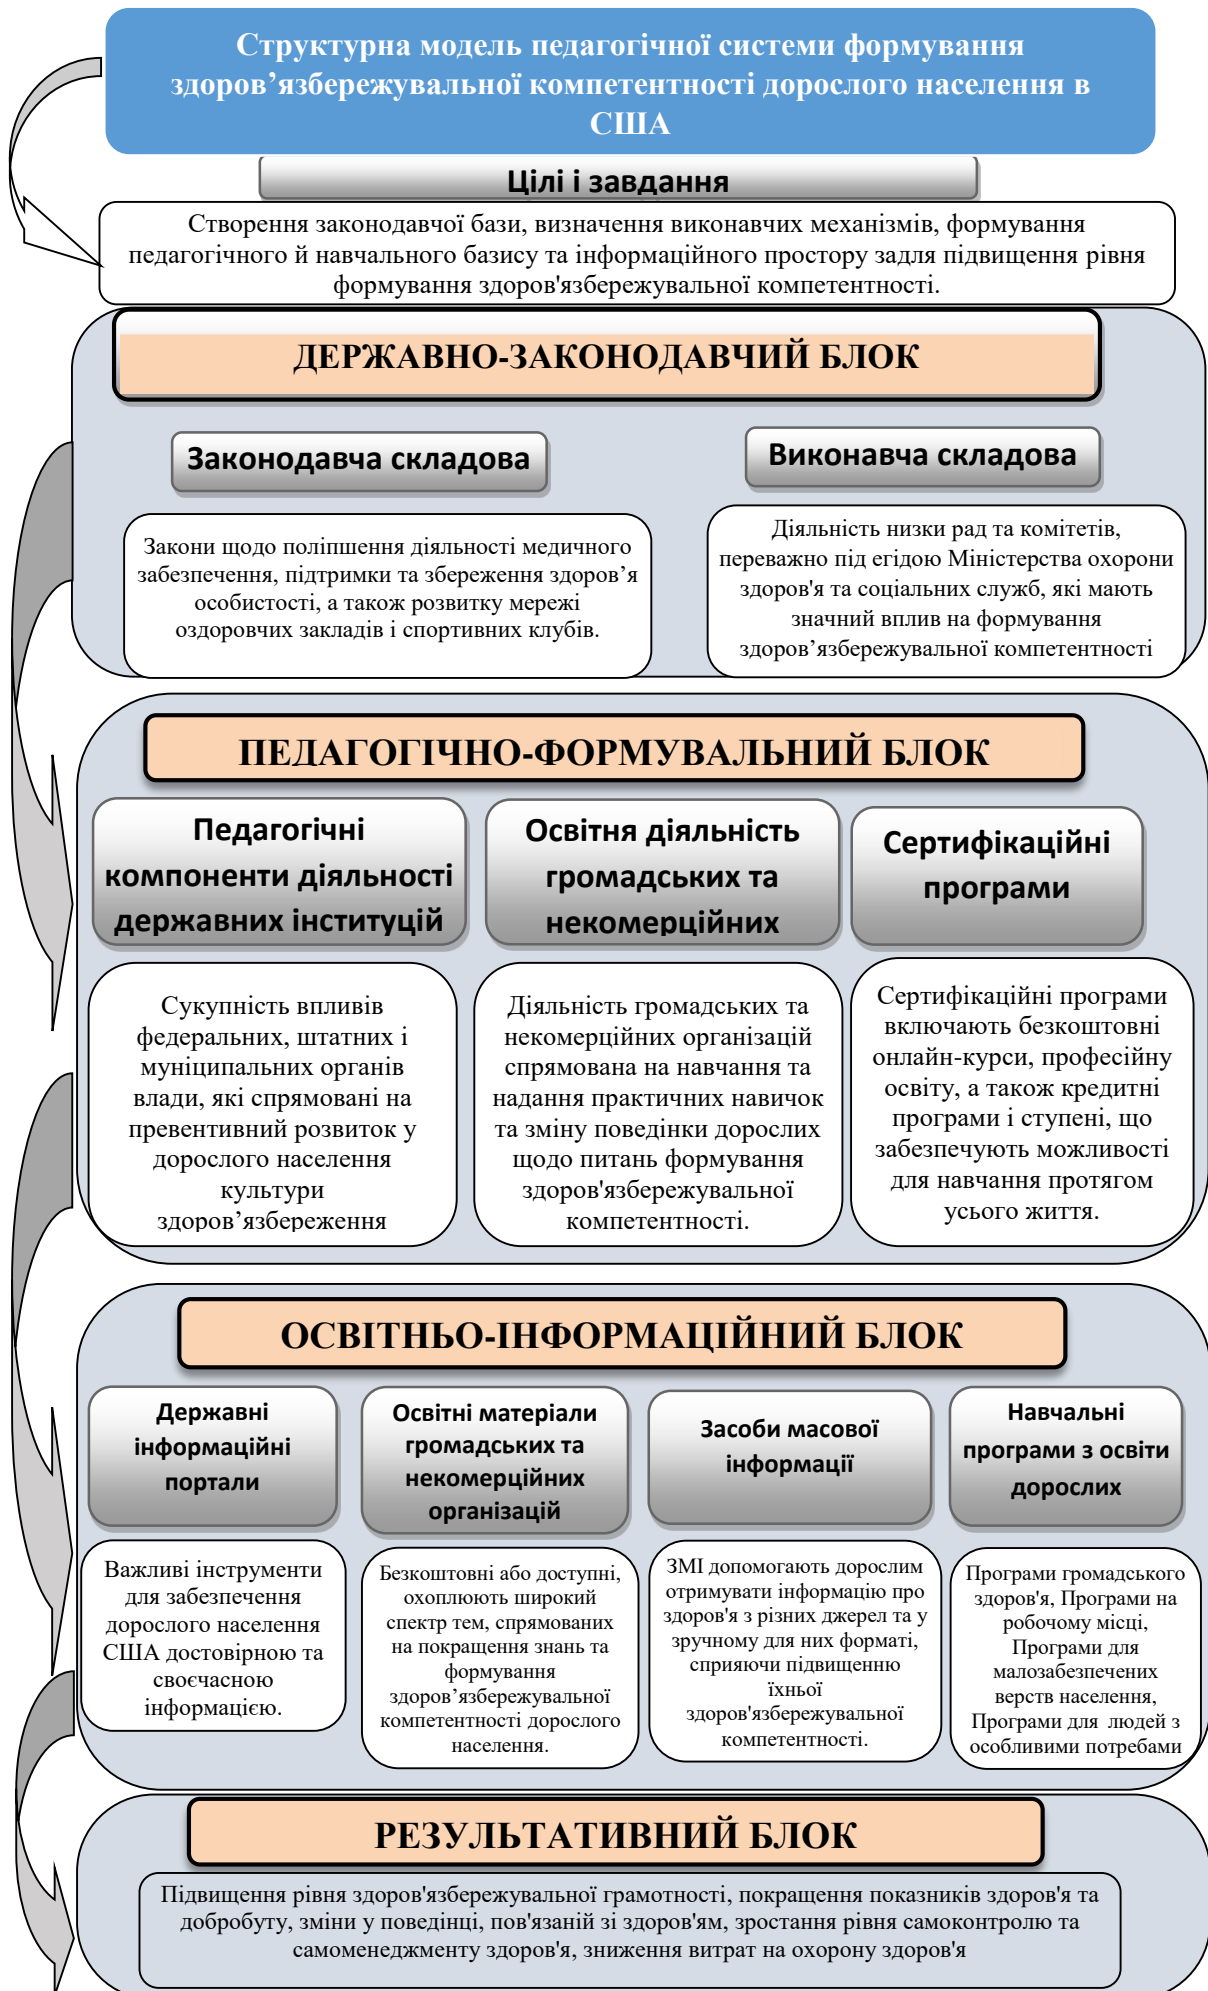 Структурна модель педагогічної системи формування
здоров’язбережувальної компетентності дорослого населення в
США
Цілі і завдання
Створення законодавчої бази, визначення виконавчих механізмів, формування
педагогічного й навчального базису та інформаційного простору задля підвищення рівня
формування здоров'язбережувальної компетентності.
ДЕРЖАВНО-ЗАКОНОДАВЧИЙ БЛОК
Законодавча складова
Закони щодо поліпшення діяльності медичного
забезпечення, підтримки та збереження здоров’я
особистості, а також розвитку мережі
оздоровчих закладів і спортивних клубів.
Виконавча складова
Діяльність низки рад та комітетів,
переважно під егідою Міністерства охорони
здоров'я та соціальних служб, які мають
значний вплив на формування
здоров’язбережувальної компетентності
ПЕДАГОГІЧНО-ФОРМУВАЛЬНИЙ БЛОК
Педагогічні
компоненти діяльності
державних інституцій
Сукупність впливів
федеральних, штатних і
муніципальних органів
влади, які спрямовані на
превентивний розвиток у
дорослого населення
культури
здоров’язбереження
Освітня діяльність
громадських та
некомерційних
Діяльність громадських та
некомерційних організацій
спрямована на навчання та
надання практичних навичок
та зміну поведінки дорослих
щодо питань формування
здоров'язбережувальної
компетентності.
Сертифікаційні
програми
Сертифікаційні програми
включають безкоштовні
онлайн-курси, професійну
освіту, а також кредитні
програми і ступені, що
забезпечують можливості
для навчання протягом
усього життя.
ОСВІТНЬО-ІНФОРМАЦІЙНИЙ БЛОК
Державні
інформаційні
портали
Важливі інструменти
для забезпечення
дорослого населення
США достовірною та
своєчасною
інформацією.
Освітні матеріали
громадських та
некомерційних
організацій
Безкоштовні або доступні,
охоплюють широкий
спектр тем, спрямованих
на покращення знань та
формування
здоров’язбережувальної
компетентності дорослого
населення.
Засоби масової
інформації
ЗМІ допомогають дорослим
отримувати інформацію про
здоров'я з різних джерел та у
зручному для них форматі,
сприяючи підвищенню
їхньої
здоров'язбережувальної
компетентності.
Навчальні
програми з освіти
дорослих
Програми громадського
здоров'я, Програми на
робочому місці,
Програми для
малозабезпечених
верств населення,
Програми для людей з
особливими потребами
РЕЗУЛЬТАТИВНИЙ БЛОК
Підвищення рівня здоров'язбережувальної грамотності, покращення показників здоров'я та
добробуту, зміни у поведінці, пов'язаній зі здоров'ям, зростання рівня самоконтролю та
самоменеджменту здоров'я, зниження витрат на охорону здоров'я